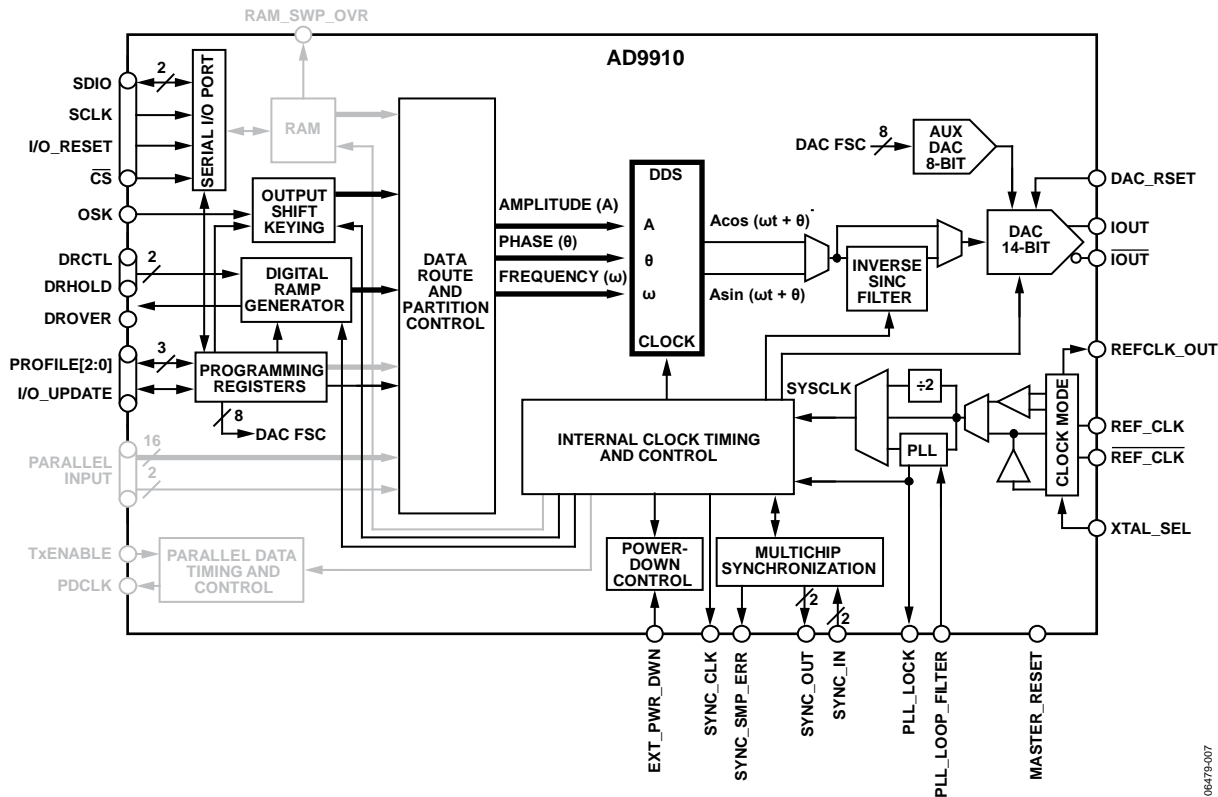 RAM_SWP_OVR
AD9910
SDIO
2
SCLK
I/O_RESET
CS
SERIAL I/O PORT
RAM
OSK
OUTPUT
SHIFT
KEYING
DRCTL
2
DRHOLD
DROVER
DIGITAL
RAMP
GENERATOR
PROFILE[2:0]
3
I/O_UPDATE
PROGRAMMING
REGISTERS
8
DAC FSC
PARALLEL
INPUT
16
2
TxENABLE
PDCLK
PARALLEL DATA
TIMING AND
CONTROL
DATA
ROUTE
AND
PARTITION
CONTROL
AMPLITUDE (A)
PHASE (θ)
FREQUENCY (ω)
DDS
A
θ
ω
CLOCK
Acos (ωt + θ)
Asin (ωt + θ)
INVERSE
SINC
FILTER
DAC FSC
8
AUX
DAC
8-BIT
DAC
14-BIT
DAC_RSET
IOUT
IOUT
REFCLK_OUT
REF_CLK
REF_CLK
XTAL_SEL
CLOCK MODE
SYSCLK
÷2
PLL
INTERNAL CLOCK TIMING
AND CONTROL
POWER-
DOWN
CONTROL
MULTICHIP
SYNCHRONIZATION
2
2
EXT_PWR_DWN
SYNC_CLK
SYNC_SMP_ERR
SYNC_OUT
SYNC_IN
PLL_LOCK
PLL_LOOP_FILTER
MASTER_RESET
06479-007